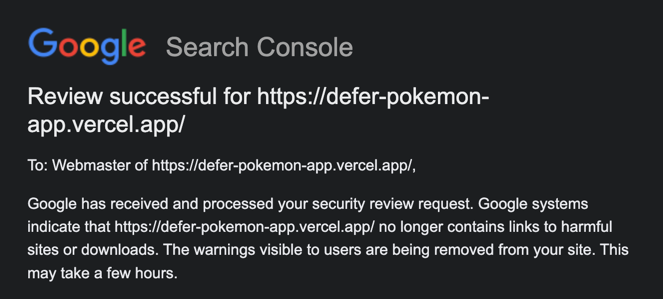 Google Search Console
Review successful for https://defer-pokemon-
app.vercel.app/
To: Webmaster of https://defer-pokemon-app.vercel.app/,
Google has received and processed your security review request. Google systems
indicate that https://defer-pokemon-app.vercel.app/ no longer contains links to harmful
sites or downloads. The warnings visible to users are being removed from your site. This
may take a few hours.